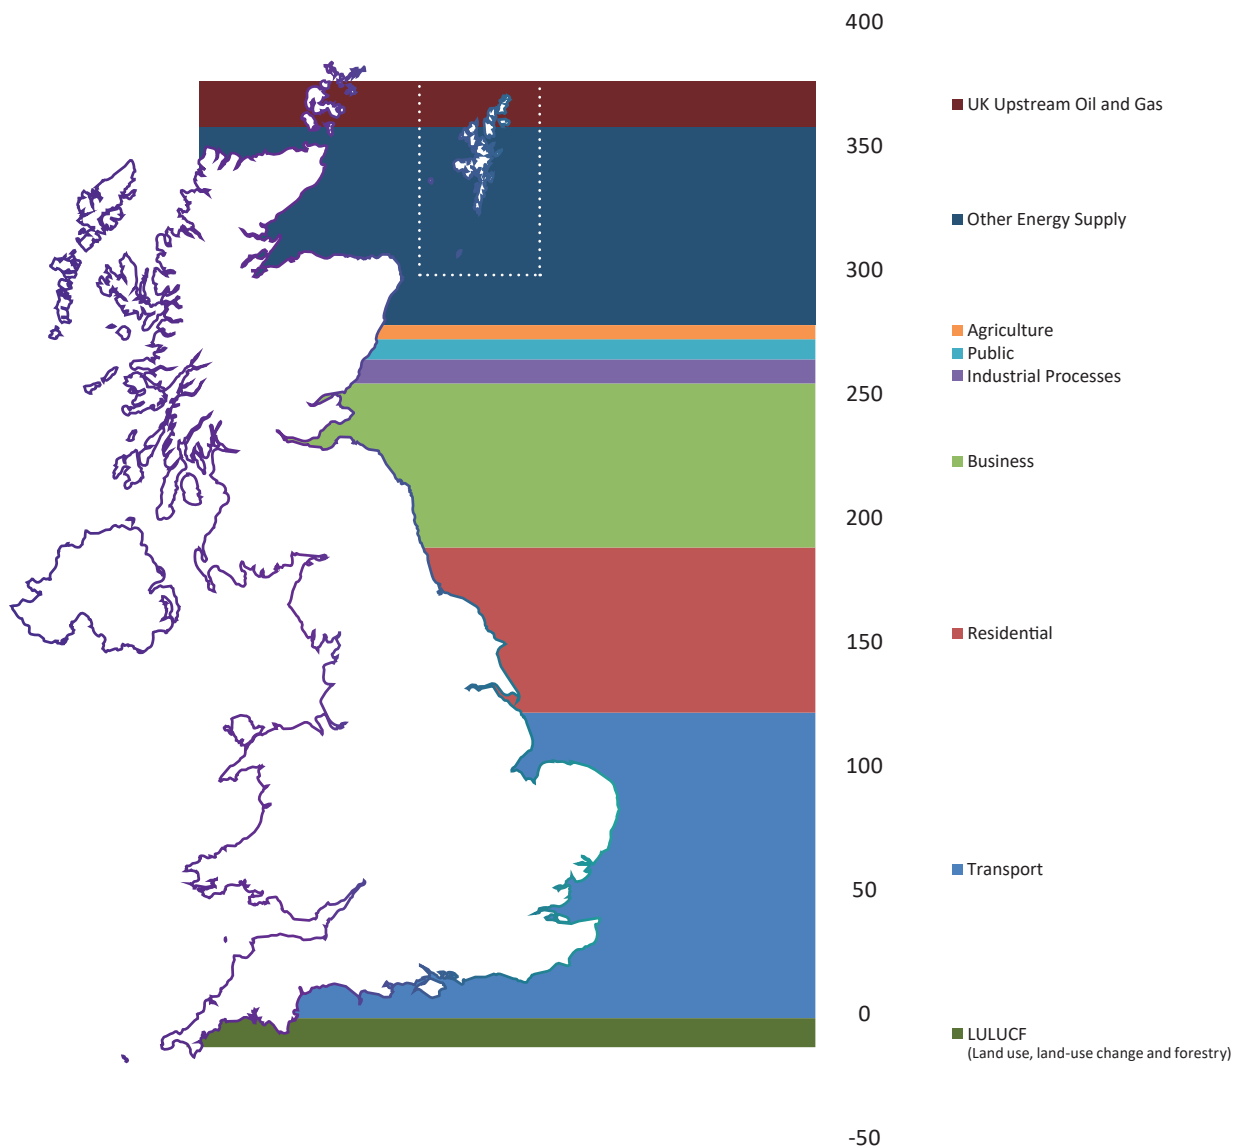 400
UK Upstream Oil and Gas
350
Other Energy Supply
300
Agriculture
Public
Industrial Processes
250
Business
200
Residential
150
100
Transport
50
0
LULUCF
(Land use, land-use change and forestry)
-50